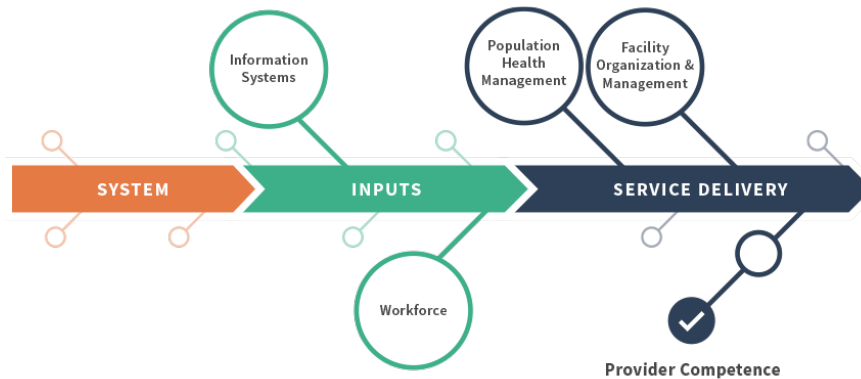 Information
Systems
Population
Health
Management
Facility
Organization &
Management
SYSTEM
INPUTS
SERVICE DELIVERY
Workforce
Provider Competence